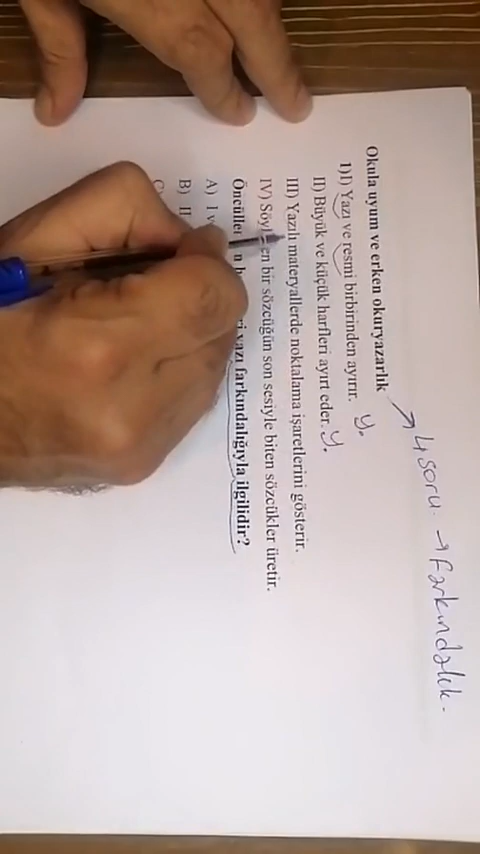 Okula uyum ve erken okuryazarlık
→ 4 soru. → Farkındalık.
1)I) Yazı ve resmi birbirinden ayırır. y.
II) Büyük ve küçük harfleri ayırt eder. y.
III) Yazılı materyallerde noktalama işaretlerini gösterir.
IV) bir sözcüğün son sesiyle biten sözcükler üretir.
yazı farkındalığıyla ilgilidir?
A) I
B) II